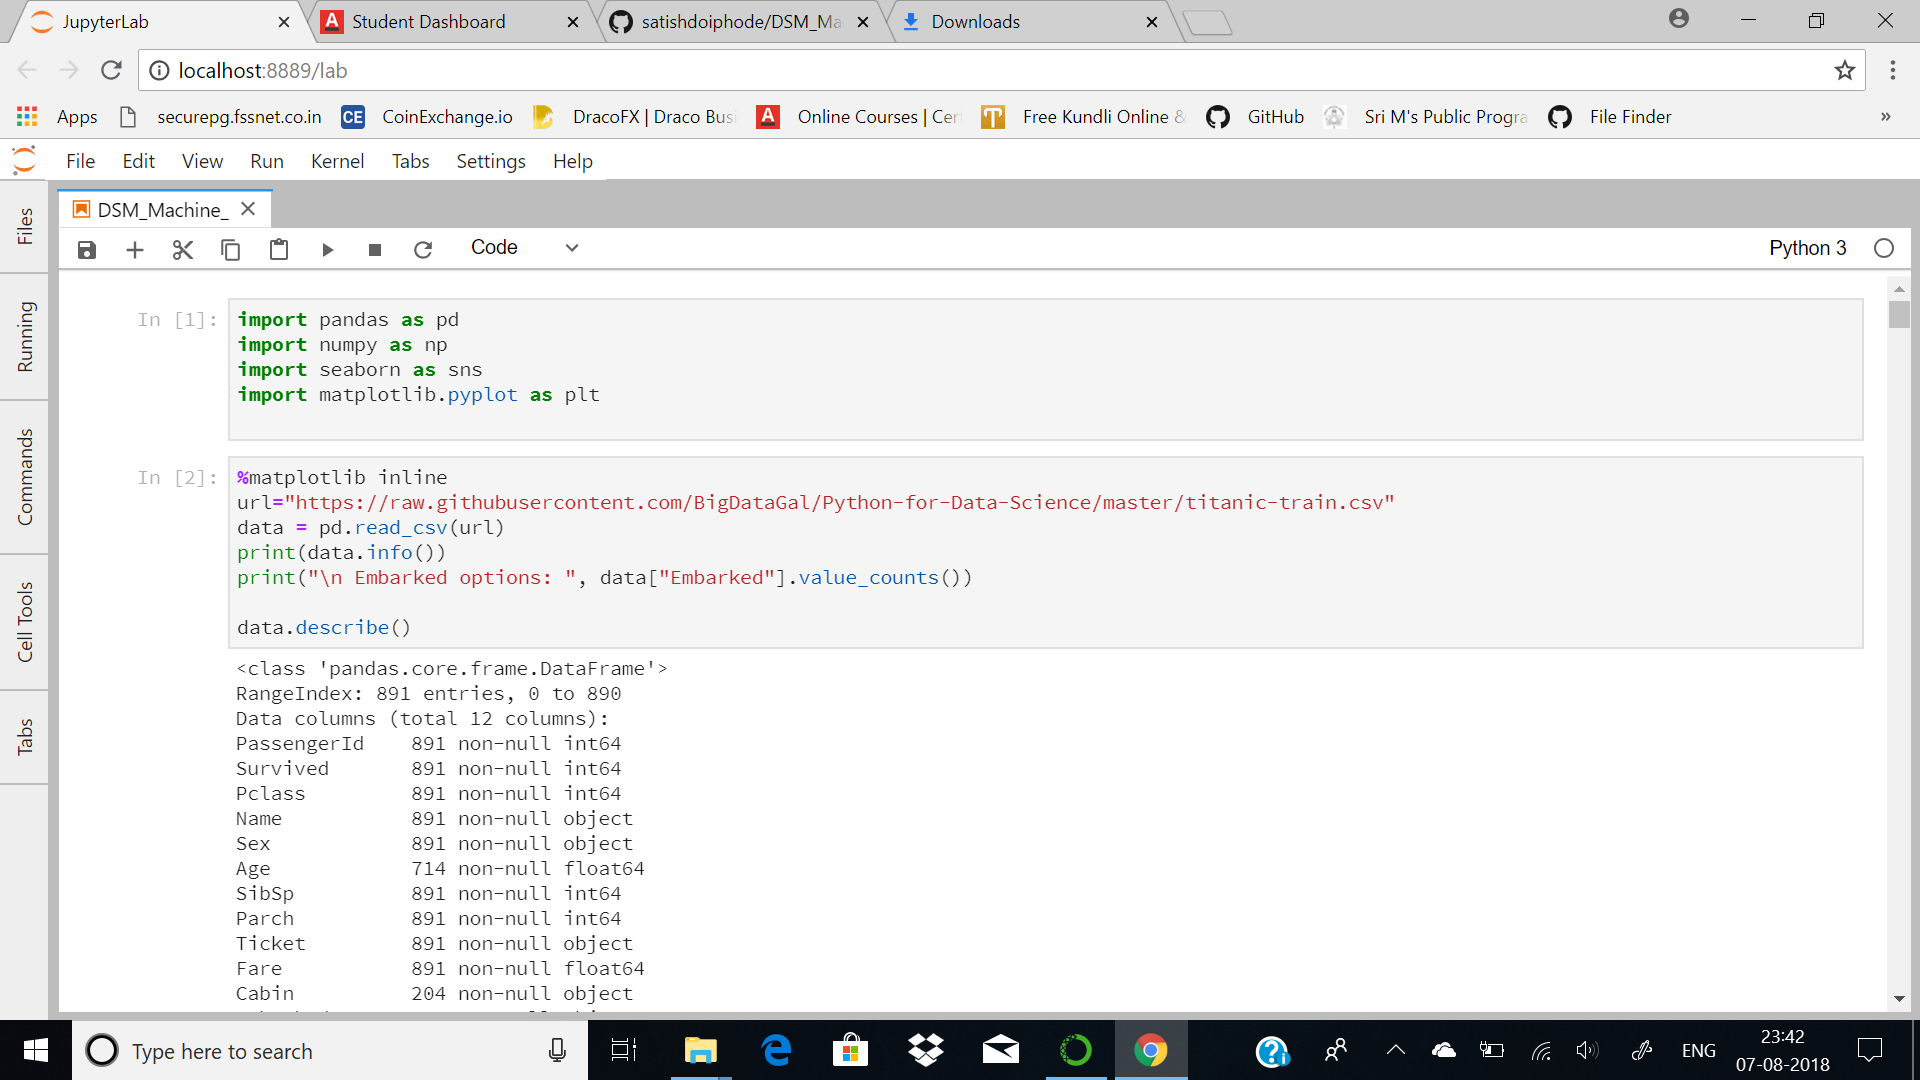 JupyterLab
Student Dashboard
satishdoiphode/DSM_Ma
Downloads
localhost:8889/lab
Apps
securepg.fssnet.co.in
CE CoinExchange.io
DracoFX | Draco Busi
A Online Courses | Cer
T Free Kundli Online &
GitHub
Sri M's Public Progra
File Finder
»
File Edit View Run Kernel Tabs Settings Help
Files
Running
Commands
Cell Tools
Tabs
DSM_Machine_
Code
Python 3
In [1]:
import pandas as pd
import numpy as np
import seaborn as sns
import matplotlib.pyplot as plt
In [2]:
%matplotlib inline
url="https://raw.githubusercontent.com/BigDataGal/Python-for-Data-Science/master/titanic-train.csv"
data = pd.read_csv(url)
print(data.info())
print("\n Embarked options: ", data["Embarked"].value_counts())
data.describe()
<class 'pandas.core.frame.DataFrame'>
RangeIndex: 891 entries, 0 to 890
Data columns (total 12 columns):
PassengerId    891 non-null int64
Survived       891 non-null int64
Pclass         891 non-null int64
Name           891 non-null object
Sex            891 non-null object
Age            714 non-null float64
SibSp          891 non-null int64
Parch          891 non-null int64
Ticket         891 non-null object
Fare           891 non-null float64
Cabin          204 non-null object
Type here to search
ENG
23:42
07-08-2018